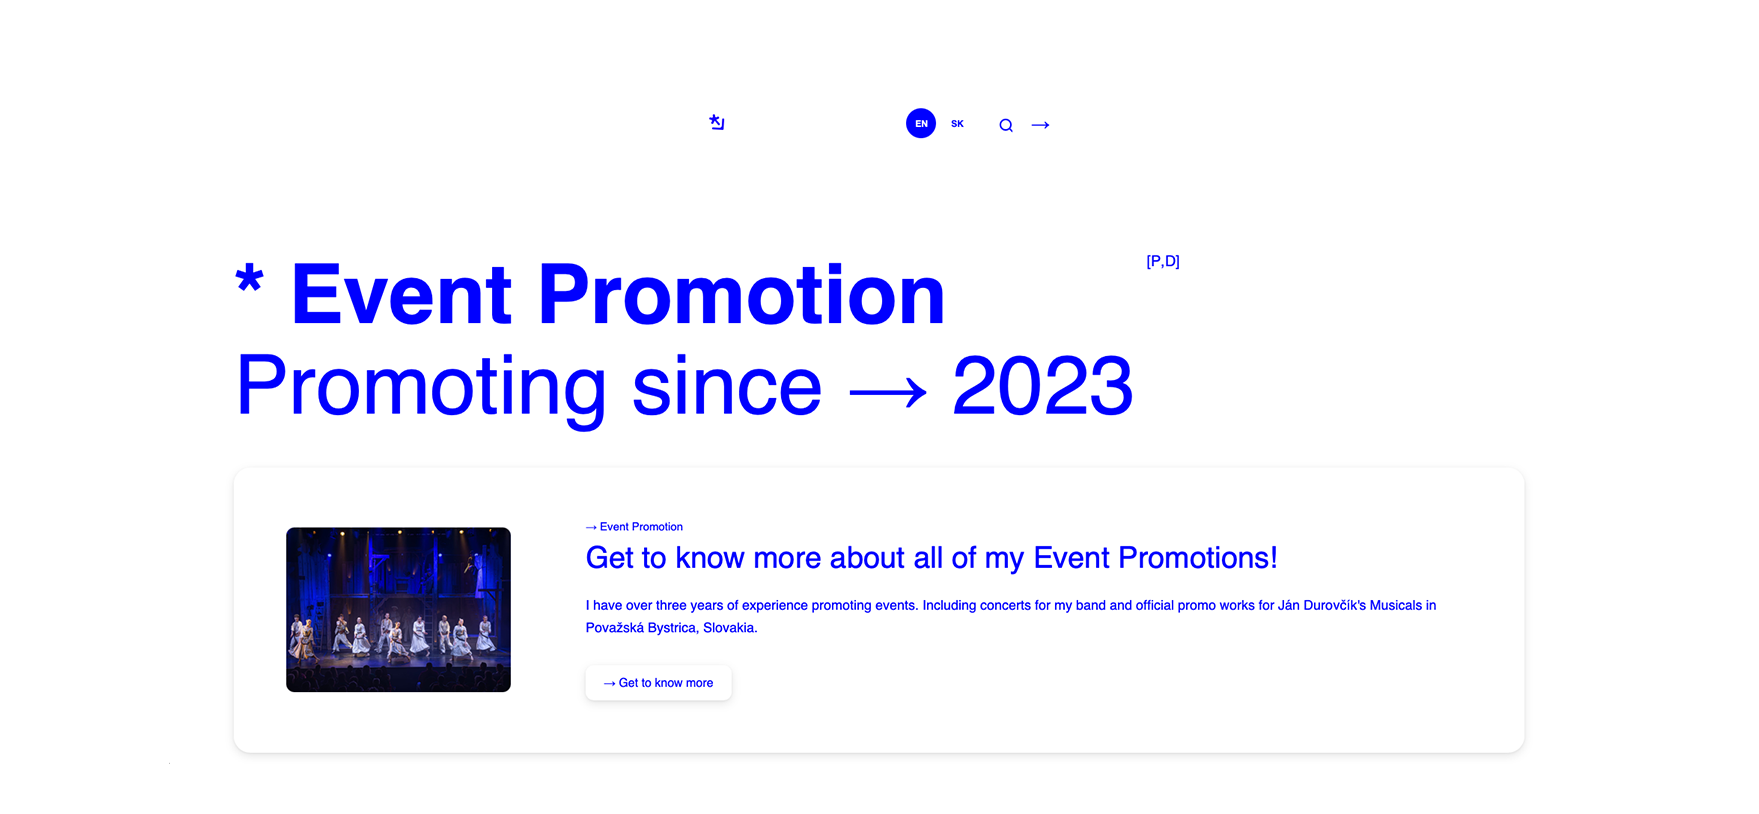 EN SK →
* Event Promotion
[P,D]
Promoting since → 2023
→ Event Promotion
Get to know more about all of my Event Promotions!
I have over three years of experience promoting events. Including concerts for my band and official promo works for Ján Durovčík's Musicals in
Považská Bystrica, Slovakia.
→ Get to know more